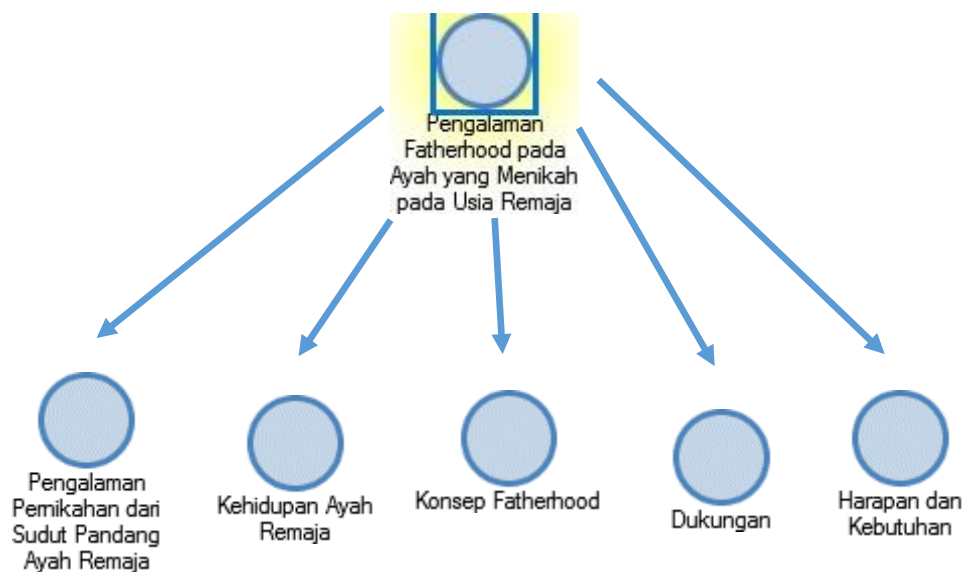 Pengalaman
Fatherhood pada
Ayah yang Menikah
pada Usia Remaja
Pengalaman
Pernikahan dari
Sudut Pandang
Ayah Remaja
Kehidupan Ayah
Remaja
Konsep Fatherhood
Dukungan
Harapan dan
Kebutuhan